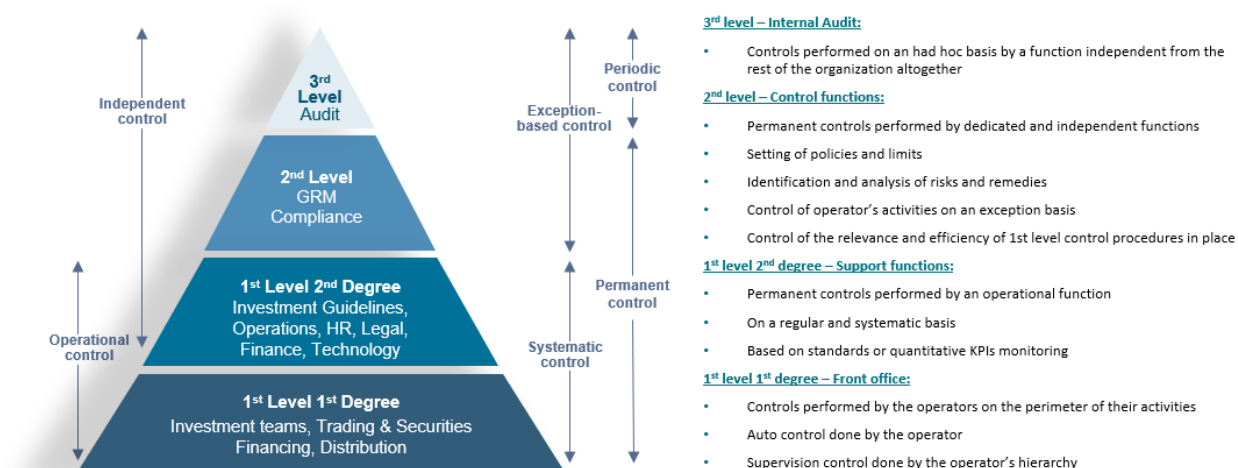 3rd
Level
Audit
2nd Level
GRM
Compliance
1st Level 2nd Degree
Investment Guidelines,
Operations, HR, Legal,
Finance, Technology
1st Level 1st Degree
Investment teams, Trading & Securities
Financing, Distribution
Independent
control
Operational
control
Exception-
based control
Systematic
control
Periodic
control
Permanent
control
3rd level – Internal Audit:
• Controls performed on an had hoc basis by a function independent from the
rest of the organization altogether
2nd level – Control functions:
• Permanent controls performed by dedicated and independent functions
• Setting of policies and limits
• Identification and analysis of risks and remedies
• Control of operator's activities on an exception basis
• Control of the relevance and efficiency of 1st level control procedures in place
1st level 2nd degree – Support functions:
• Permanent controls performed by an operational function
• On a regular and systematic basis
• Based on standards or quantitative KPIs monitoring
1st level 1st degree – Front office:
• Controls performed by the operators on the perimeter of their activities
• Auto control done by the operator
• Supervision control done by the operator's hierarchy